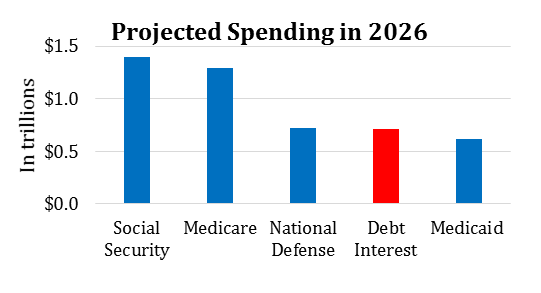 Projected Spending in 2026
In trillions
$1.5
$1.0
$0.5
$0.0
Social Security
Medicare
National Defense
Debt Interest
Medicaid